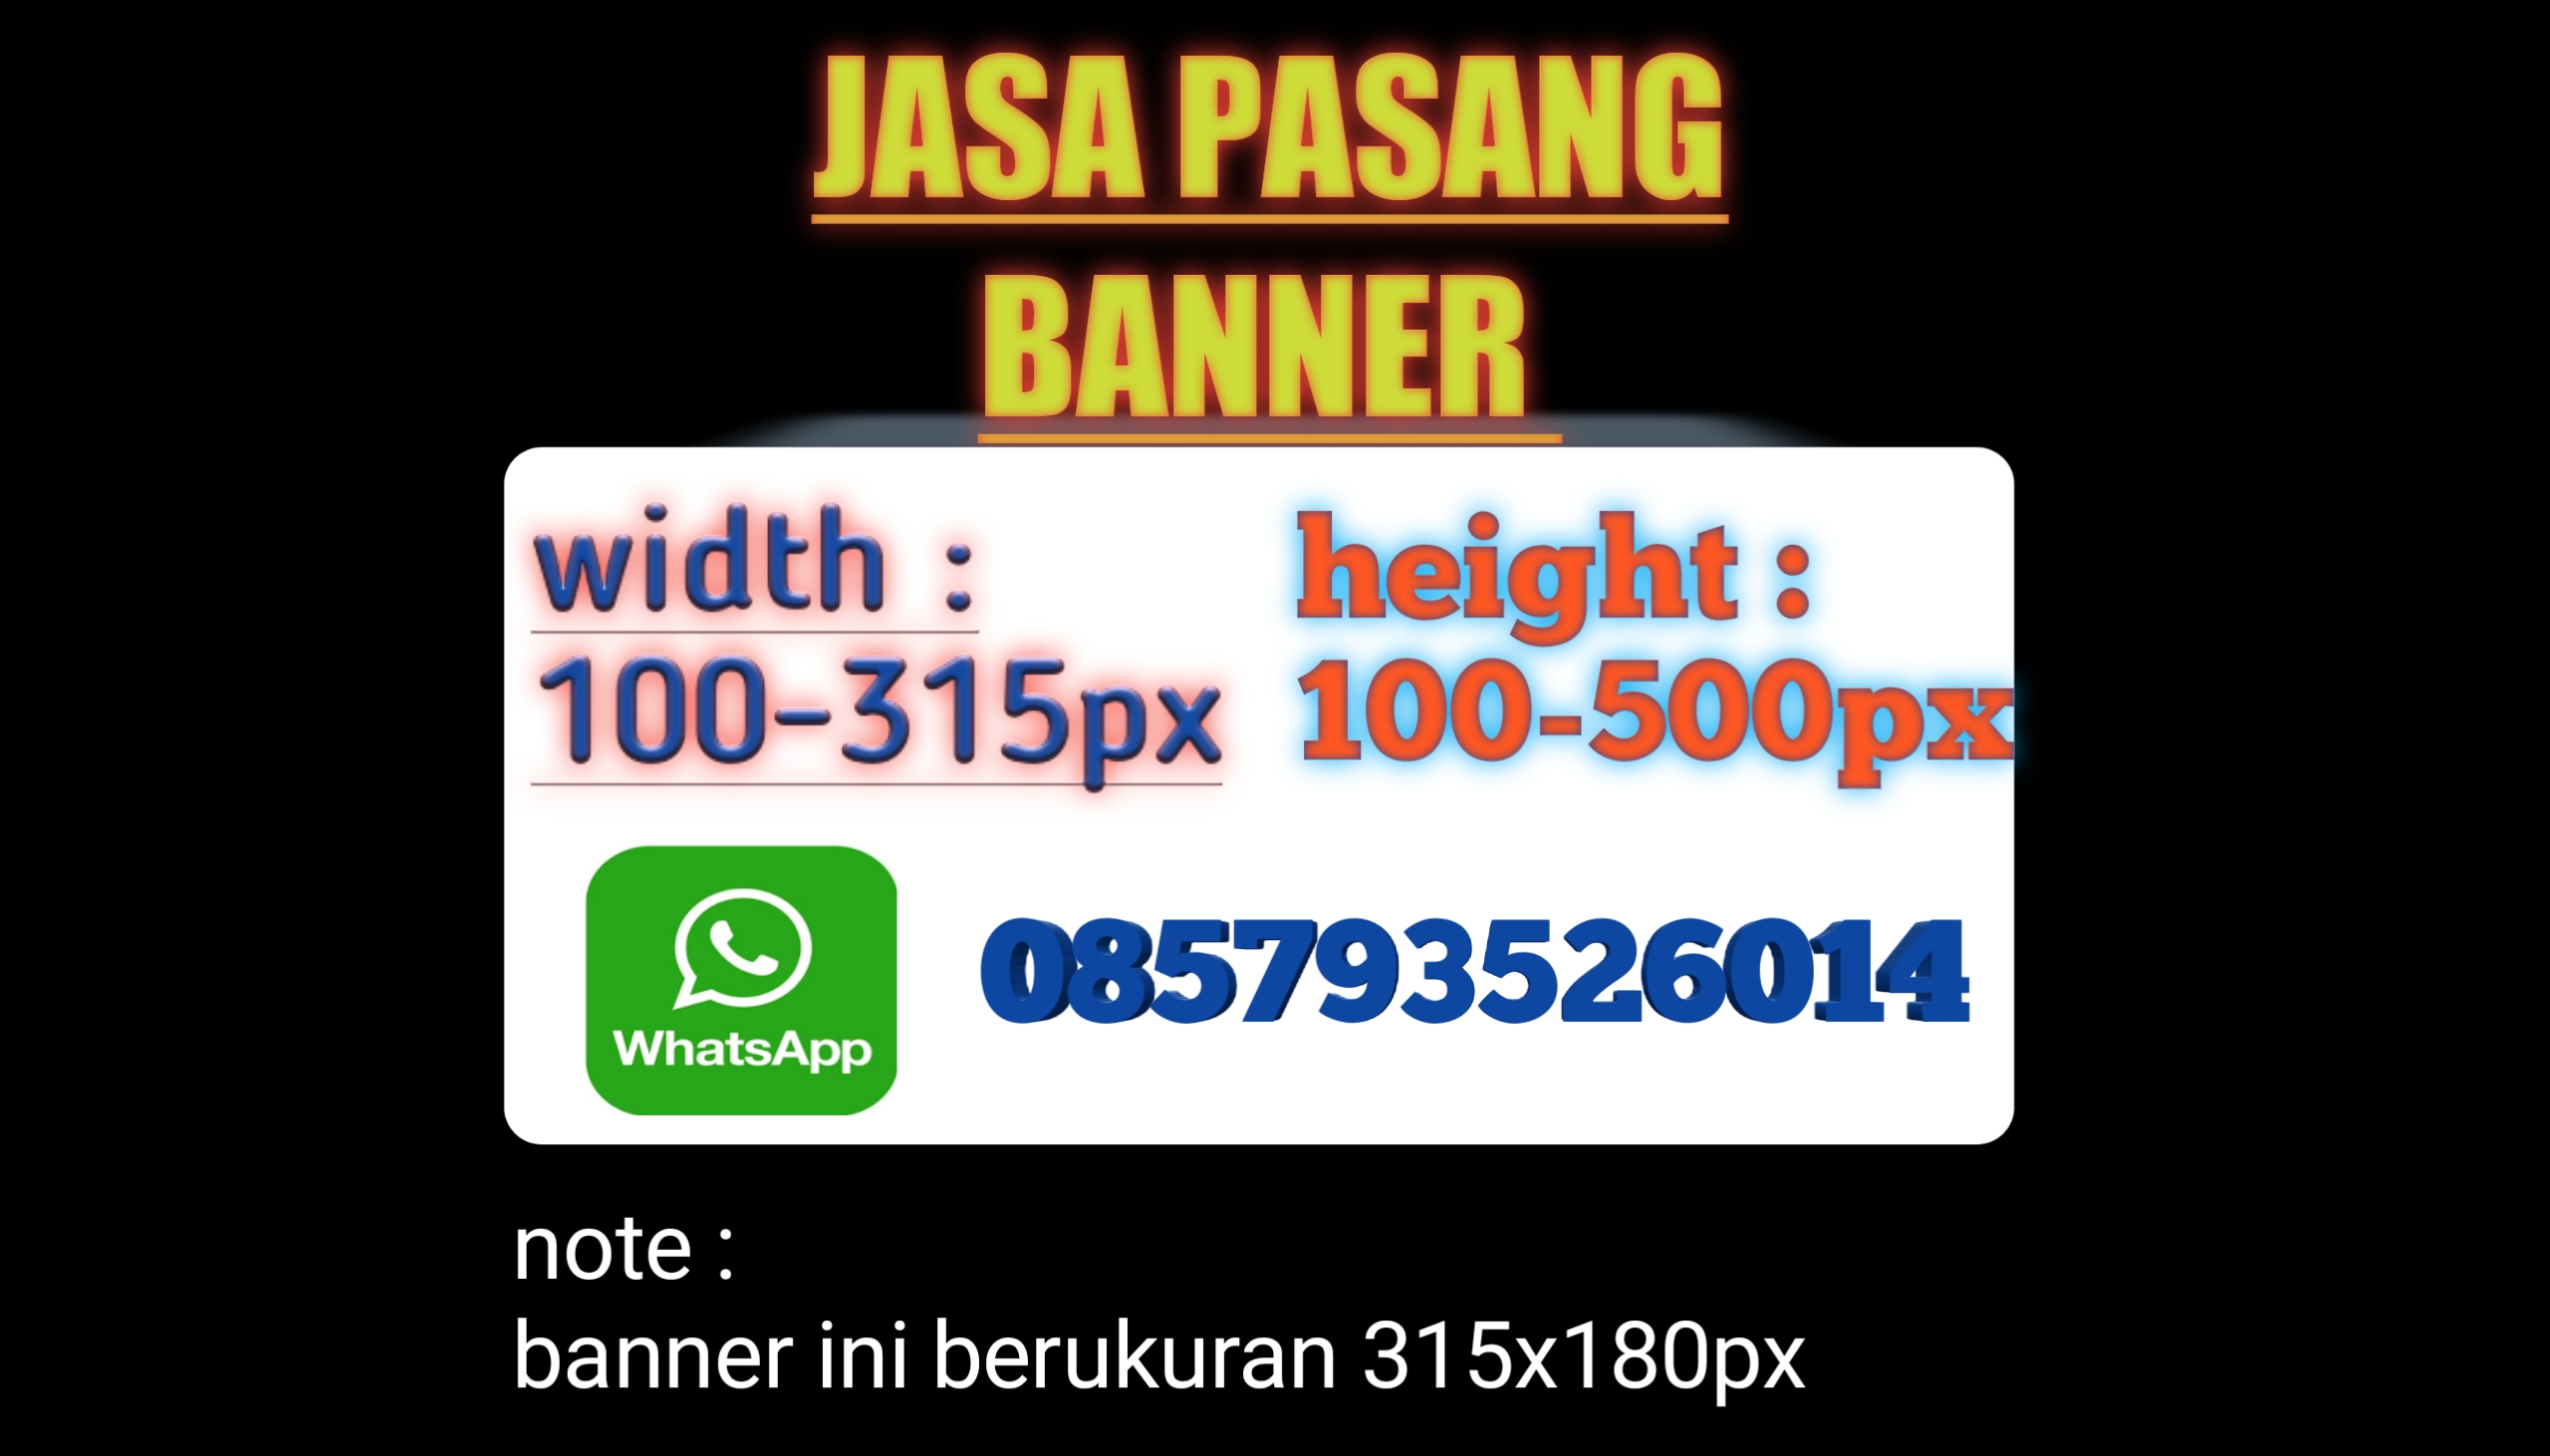 JASA PASANG
BANNER
width :
100-315px
height :
100-500px
WhatsApp
085793526014
note :
banner ini berukuran 315x180px